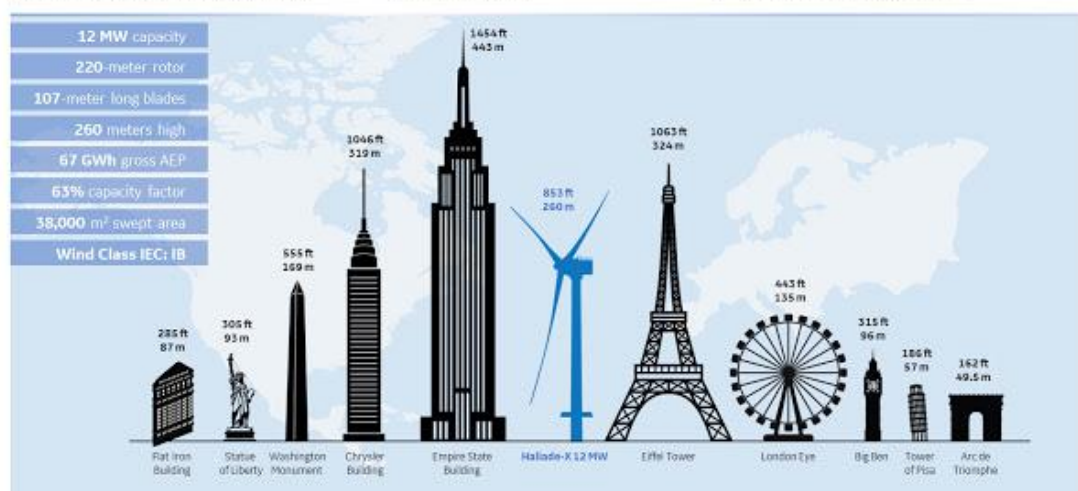 12 MW capacity
220-meter rotor
107-meter long blades
260 meters high
67 GWh gross AEP
63% capacity factor
38,000 m² swept area
Wind Class IEC: IB
285 ft
87 m
305 ft
93 m
555 ft
169 m
1046 ft
319 m
1454 ft
443 m
853 ft
260 m
1063 ft
324 m
443 ft
135 m
315 ft
96 m
186 ft
57 m
162 ft
49.5 m
Flat Iron
Building
Statue
of Liberty
Washington
Monument
Chrysler
Building
Empire State
Building
Haliade-X 12 MW
Eiffel Tower
London Eye
Big Ben
Tower
of Pisa
Arc de
Triomphe